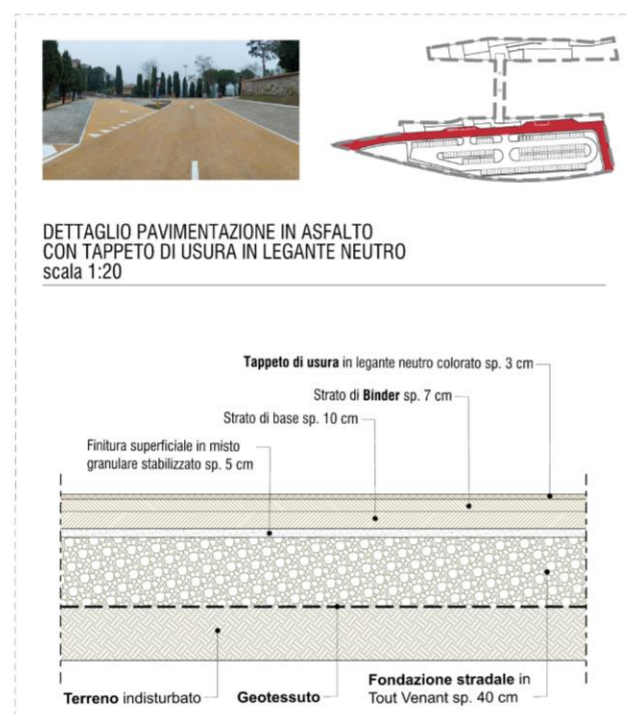 DETTAGLIO PAVIMENTAZIONE IN ASFALTO
CON TAPPETO DI USURA IN LEGANTE NEUTRO
scala 1:20
Tappeto di usura in legante neutro colorato sp. 3 cm
Strato di Binder sp. 7 cm
Strato di base sp. 10 cm
Finitura superficiale in misto
granulare stabilizzato sp. 5 cm
Terreno indisturbato
Geotessuto
Fondazione stradale in
Tout Venant sp. 40 cm